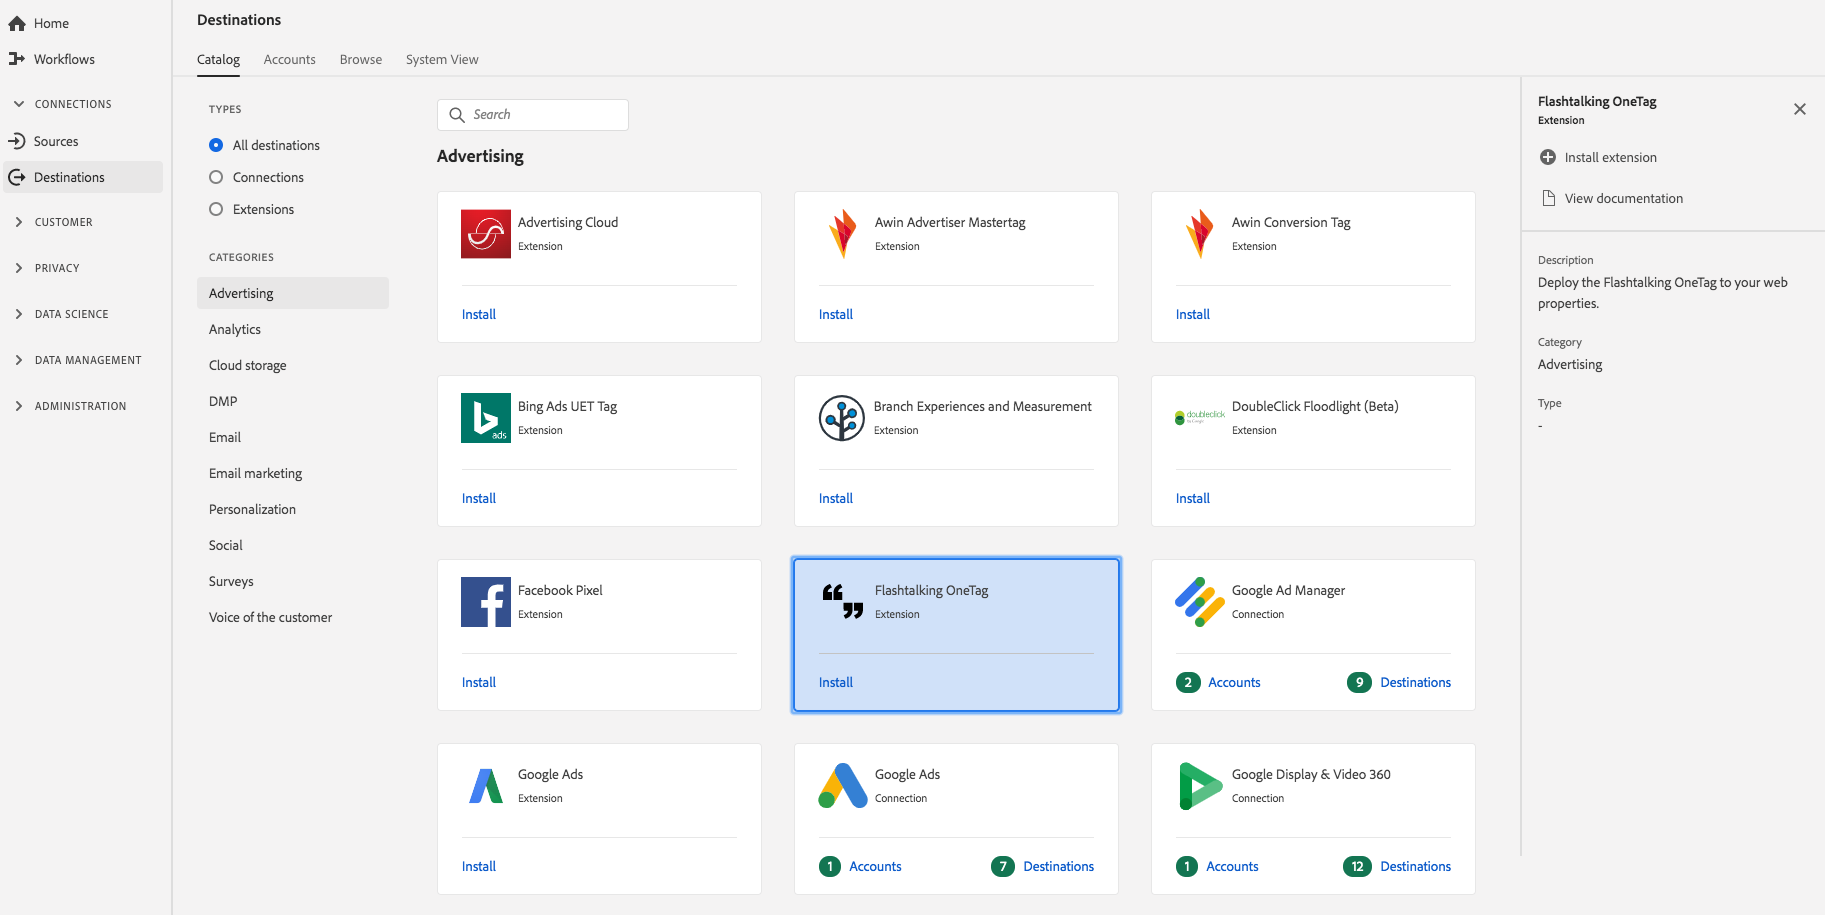 Home
Workflows
CONNECTIONS
Sources
Destinations
CUSTOMER
PRIVACY
DATA SCIENCE
DATA MANAGEMENT
ADMINISTRATION
Destinations
Catalog Accounts Browse System View
TYPES
All destinations
Connections
Extensions
CATEGORIES
Advertising
Analytics
Cloud storage
DMP
Email
Email marketing
Personalization
Social
Surveys
Voice of the customer
Search
Advertising
Advertising Cloud
Extension
Install
Awin Advertiser Mastertag
Extension
Install
Awin Conversion Tag
Extension
Install
ads
Bing Ads UET Tag
Extension
Install
Branch Experiences and Measurement
Extension
Install
doubleclick
DoubleClick Floodlight (Beta)
Extension
Install
Facebook Pixel
Extension
Install
Flashtalking OneTag
Extension
Install
Google Ad Manager
Connection
2 Accounts 9 Destinations
Google Ads
Extension
Install
Google Ads
Connection
1 Accounts 7 Destinations
Google Display & Video 360
Connection
1 Accounts 12 Destinations
Flashtalking OneTag
Extension
Install extension
View documentation
Description
Deploy the Flashtalking OneTag to your web
properties.
Category
Advertising
Type
-